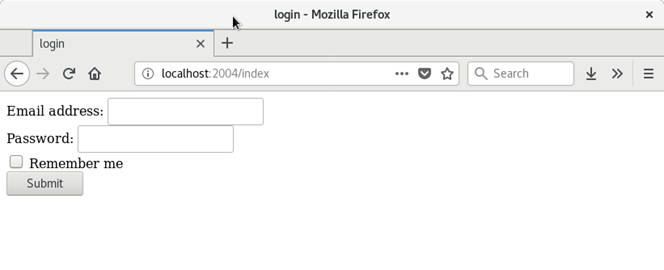 login - Mozilla Firefox
login
localhost:2004/index
Search
Email address:
Password:
Remember me
Submit